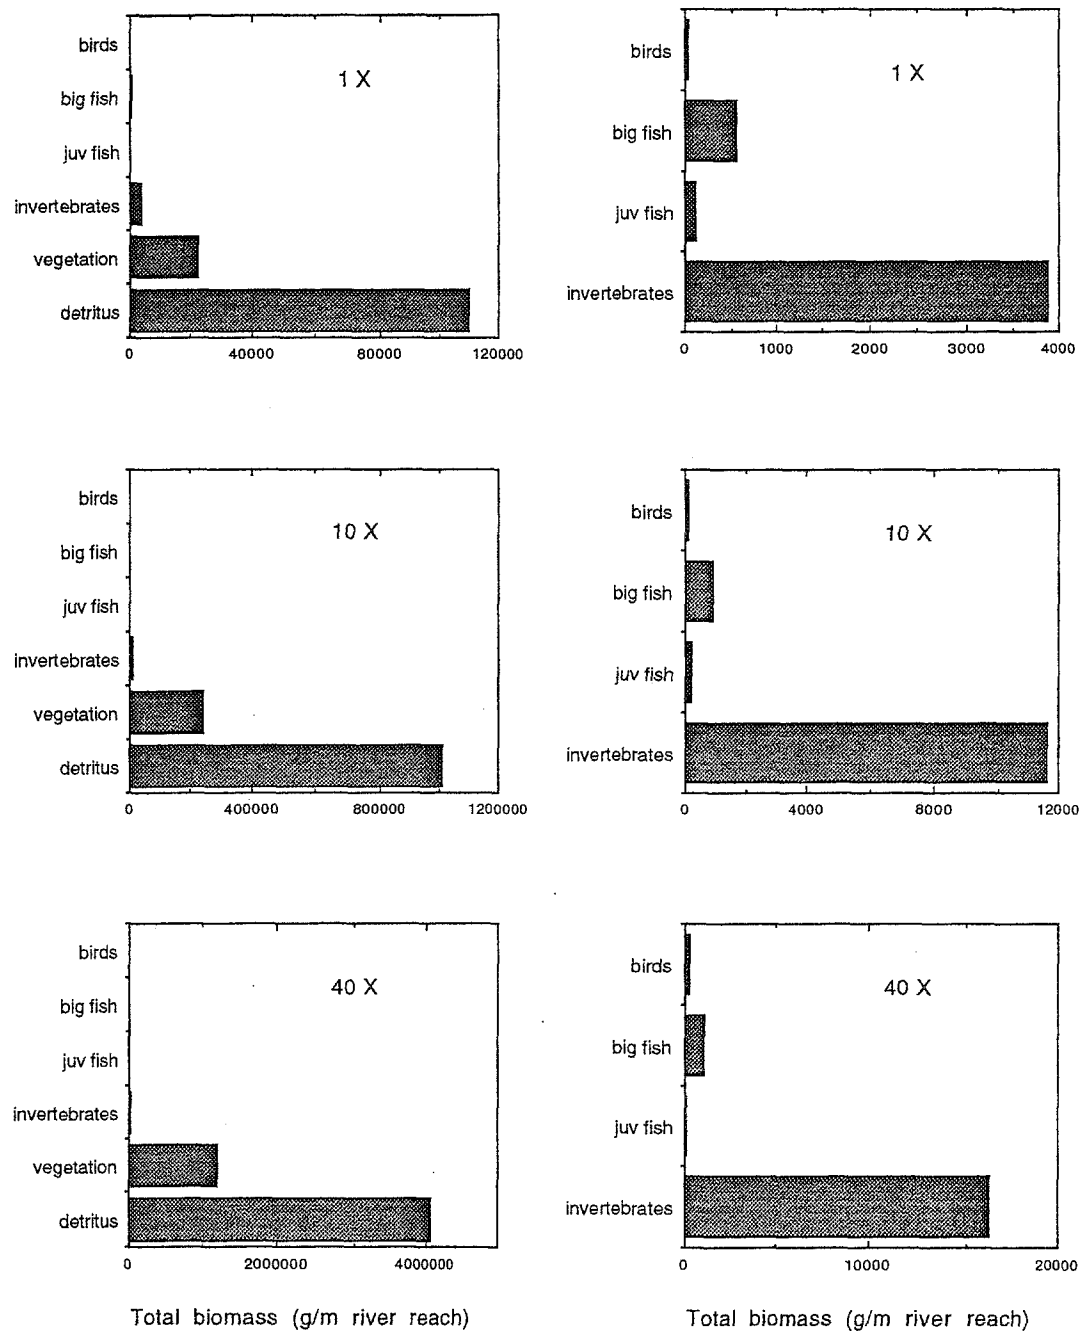 birds
big fish
juv fish
invertebrates
vegetation
detritus
1 X
0 40000 80000 120000
birds
big fish
juv fish
invertebrates
1 X
0 1000 2000 3000 4000
birds
big fish
juv fish
invertebrates
vegetation
detritus
10 X
0 400000 800000 1200000
birds
big fish
juv fish
invertebrates
10 X
0 4000 8000 12000
birds
big fish
juv fish
invertebrates
vegetation
detritus
40 X
0 2000000 4000000
Total biomass (g/m river reach)
birds
big fish
juv fish
invertebrates
40 X
0 10000 20000
Total biomass (g/m river reach)